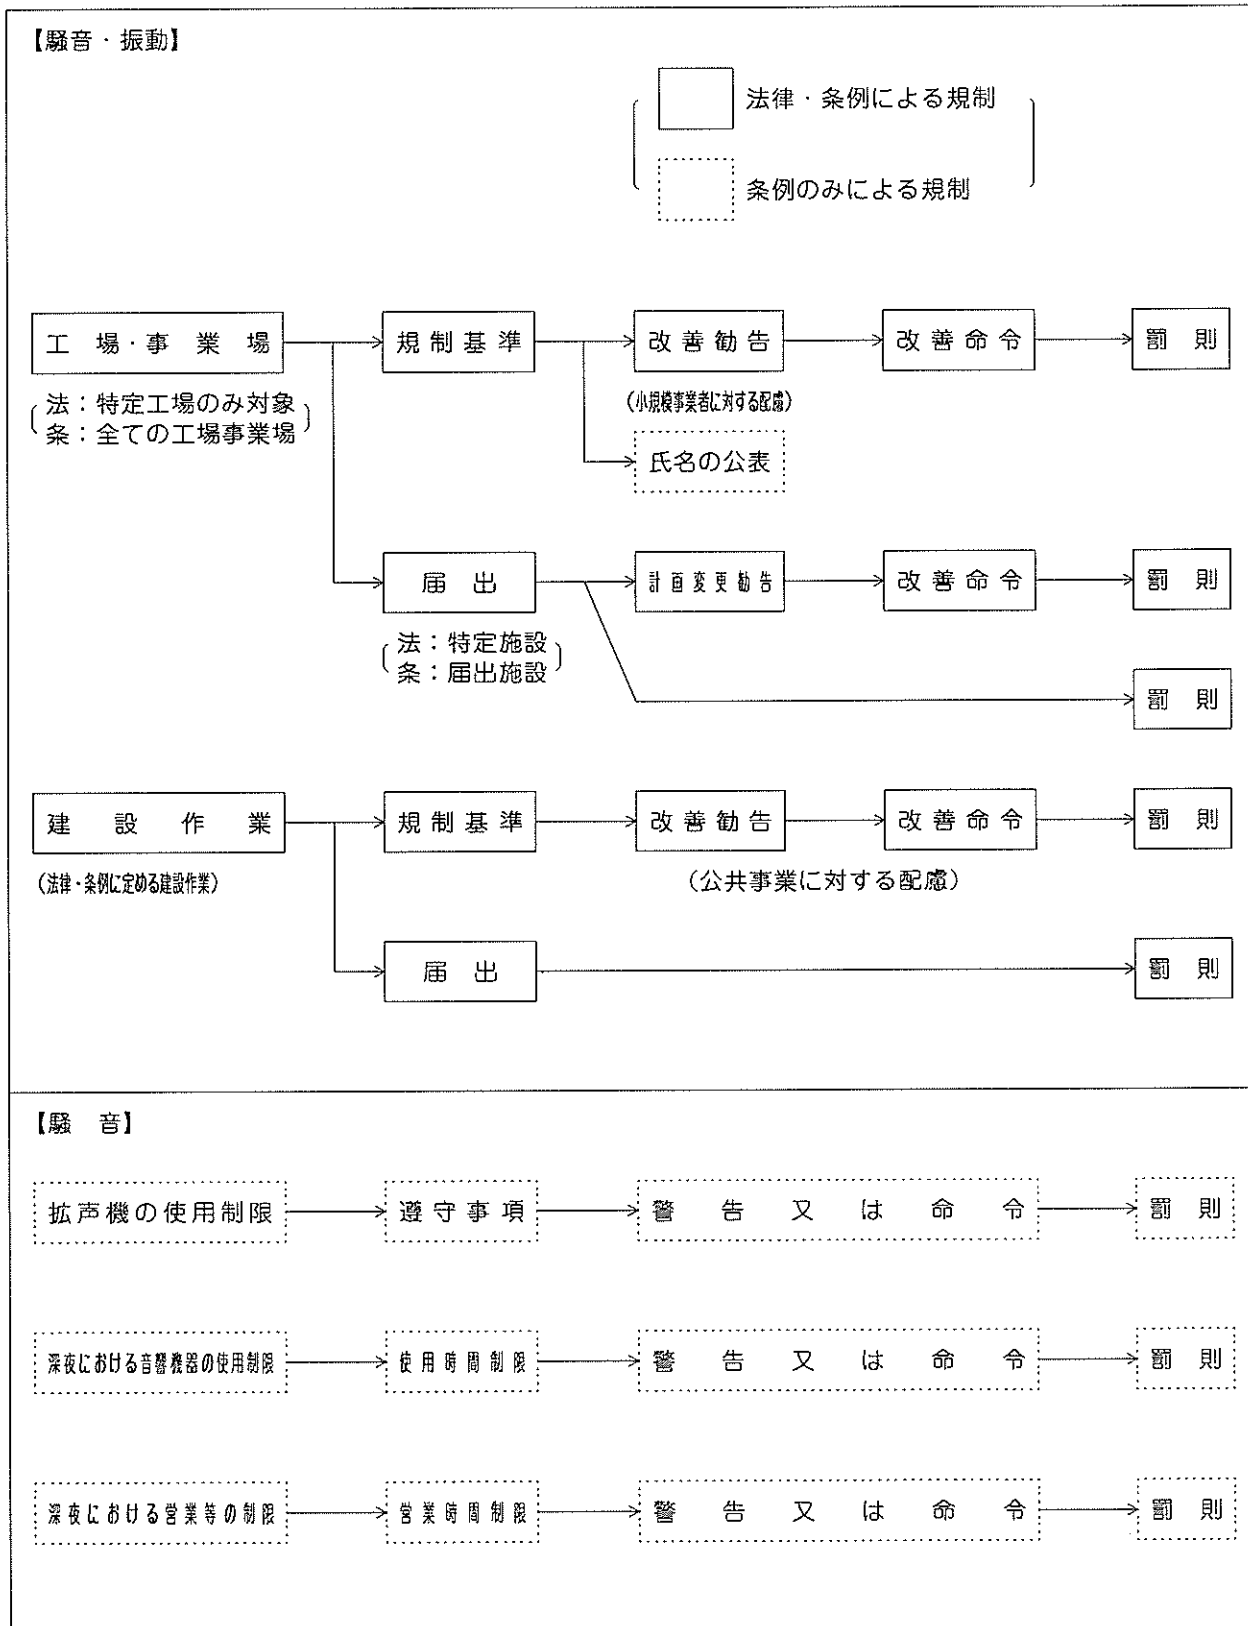 【騒音・振動】
法律・条例による規制
条例のみによる規制
工場・事業場 規制基準 改善勧告 改善命令 罰則
法：特定工場のみ対象
条：全ての工場事業場
(小規模事業者に対する配慮)
氏名の公表
届出 計画変更勧告 改善命令 罰則
法：特定施設
条：届出施設
罰則
建設作業 規制基準 改善勧告 改善命令 罰則
(法律・条例に定める建設作業)
(公共事業に対する配慮)
届出 罰則
【騒 音】
拡声機の使用制限 遵守事項 警告又は命令 罰則
深夜における音響機器の使用制限 使用時間制限 警告又は命令 罰則
深夜における営業等の制限 営業時間制限 警告又は命令 罰則